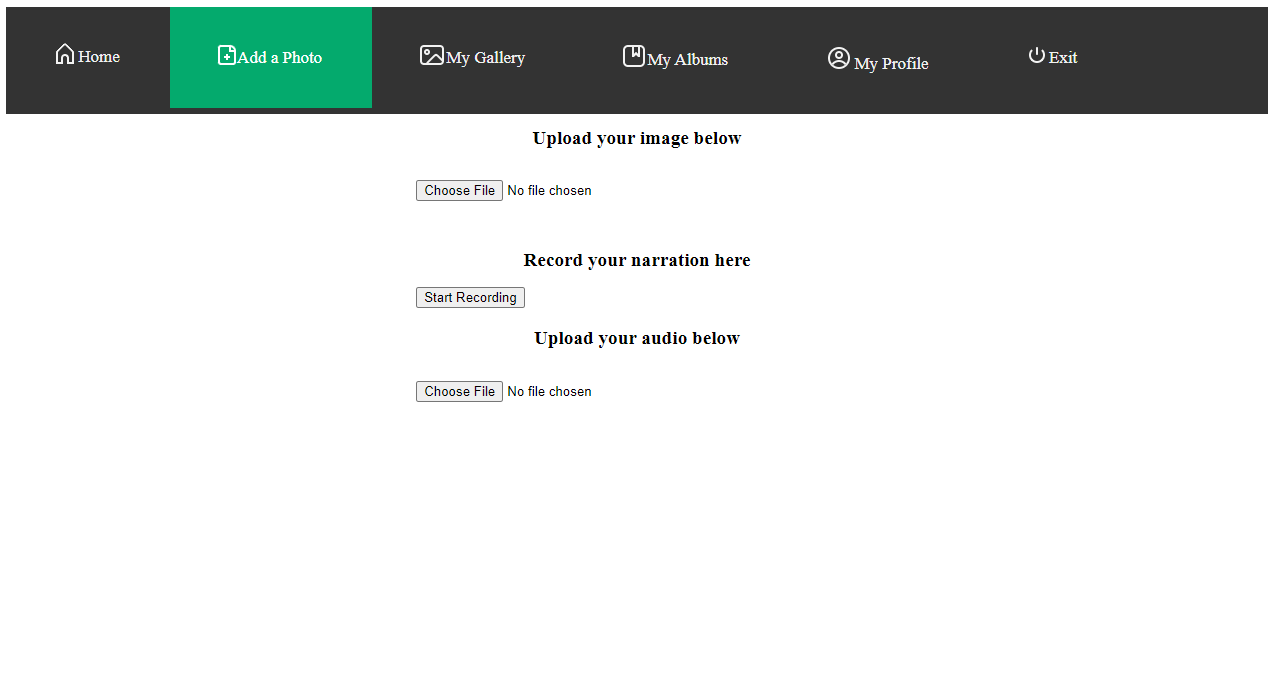 Home Add a Photo My Gallery My Albums My Profile Exit
Upload your image below
Choose File No file chosen
Record your narration here
Start Recording
Upload your audio below
Choose File No file chosen